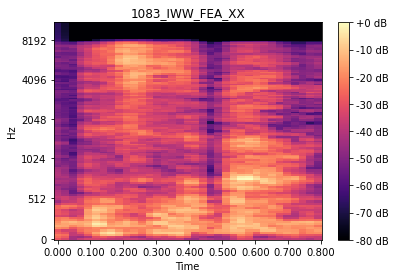 1083_IWW_FEA_XX
8192
4096
2048
1024
512
0
Hz
0.000 0.100 0.200 0.300 0.400 0.500 0.600 0.700 0.800
Time
+0 dB
-10 dB
-20 dB
-30 dB
-40 dB
-50 dB
-60 dB
-70 dB
-80 dB